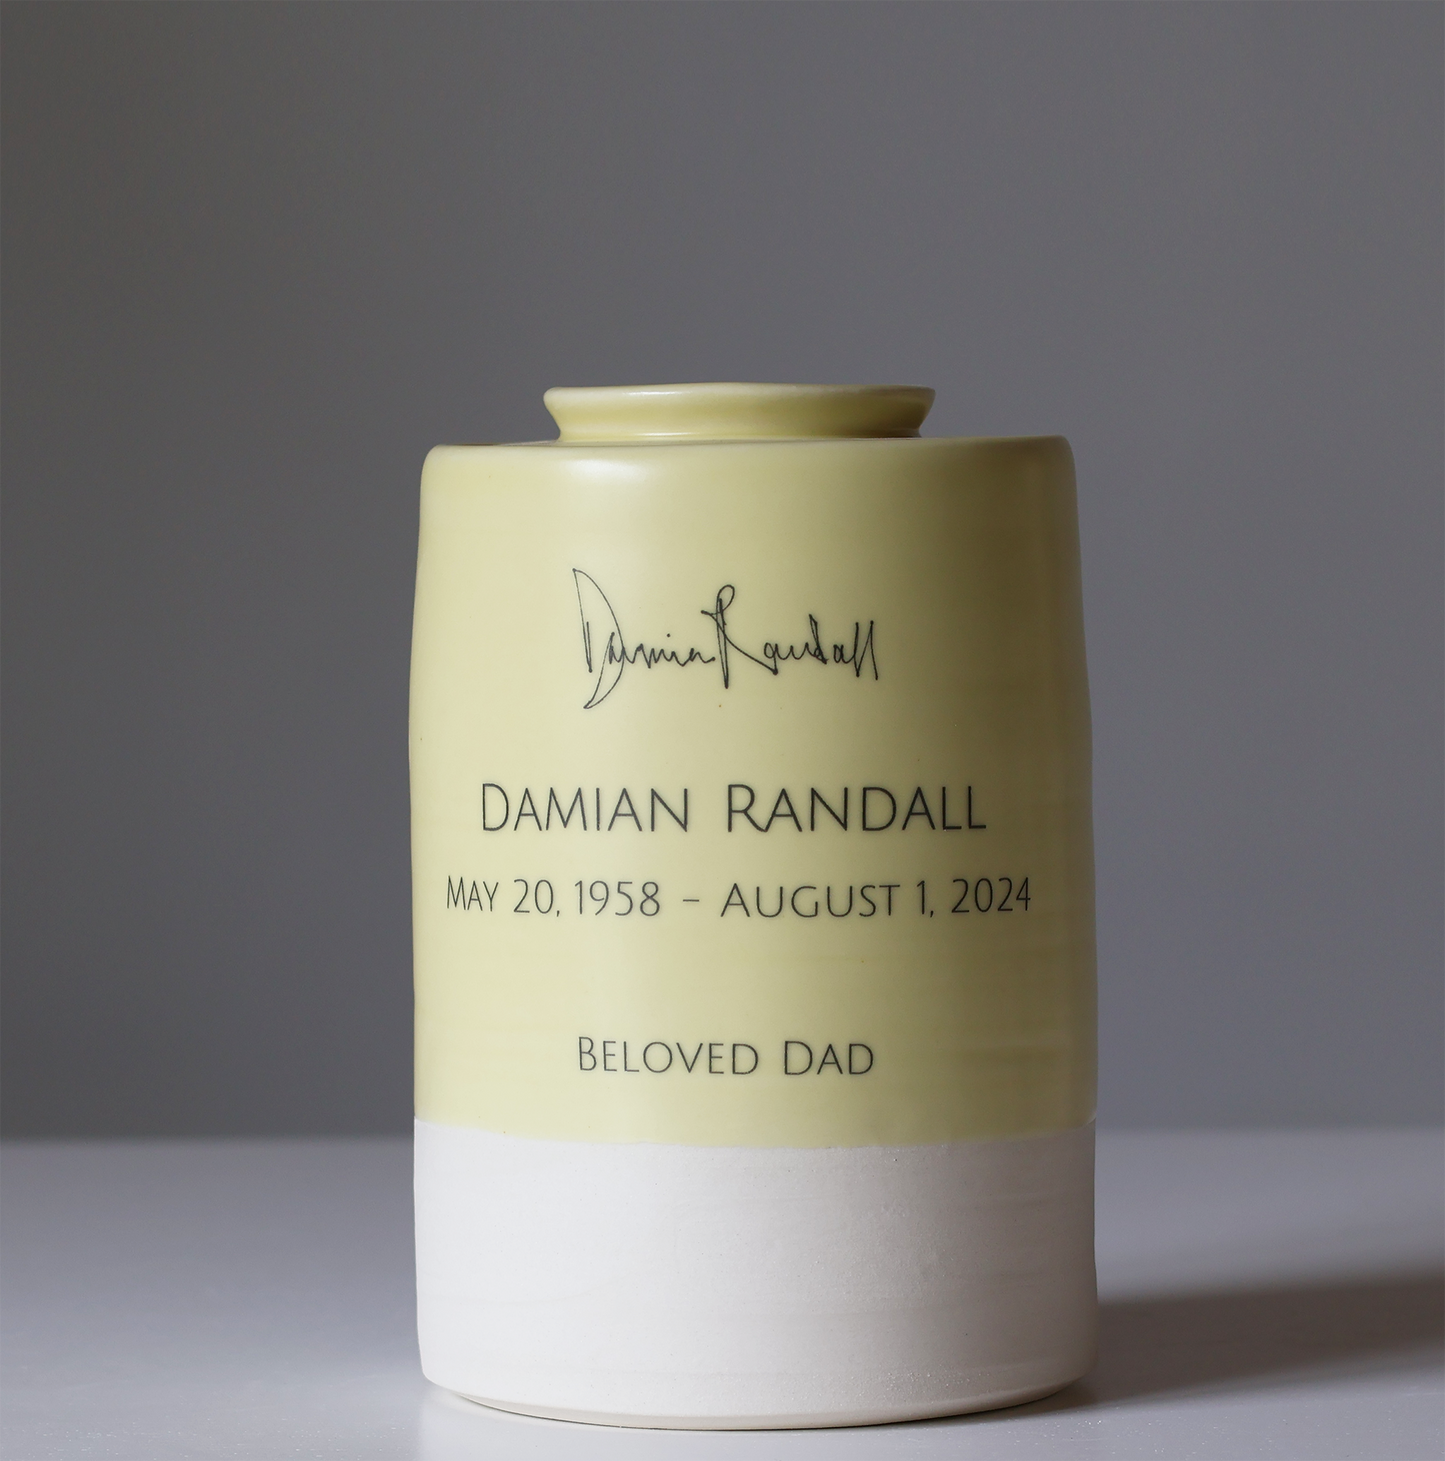 Damian Randall
DAMIAN RANDALL
MAY 20, 1958 – AUGUST 1, 2024
BELOVED DAD